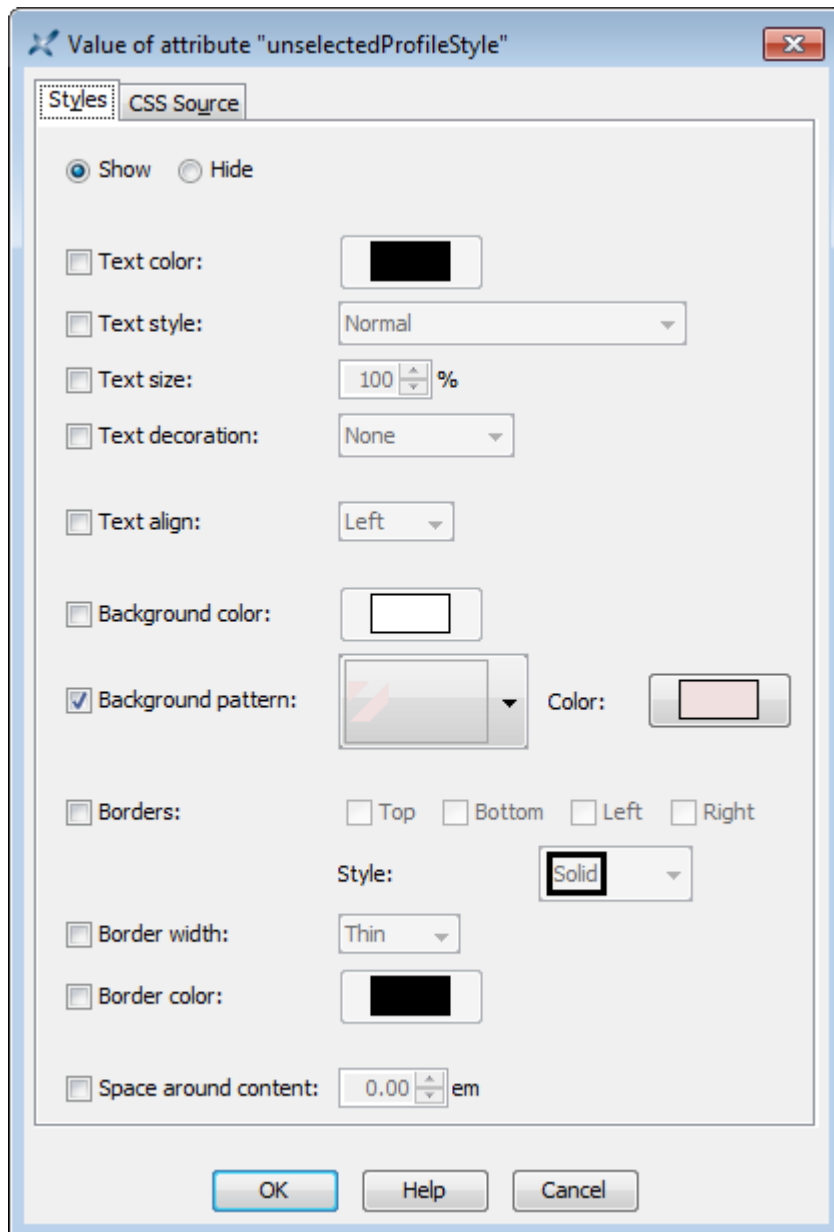 Value of attribute "unselectedProfileStyle"
Styles CSS Source
Show Hide
Text color:
Text style: Normal
Text size: 100 %
Text decoration: None
Text align: Left
Background color:
Background pattern: Color:
Borders: Top Bottom Left Right
Style: Solid
Border width: Thin
Border color:
Space around content: 0.00 em
OK Help Cancel